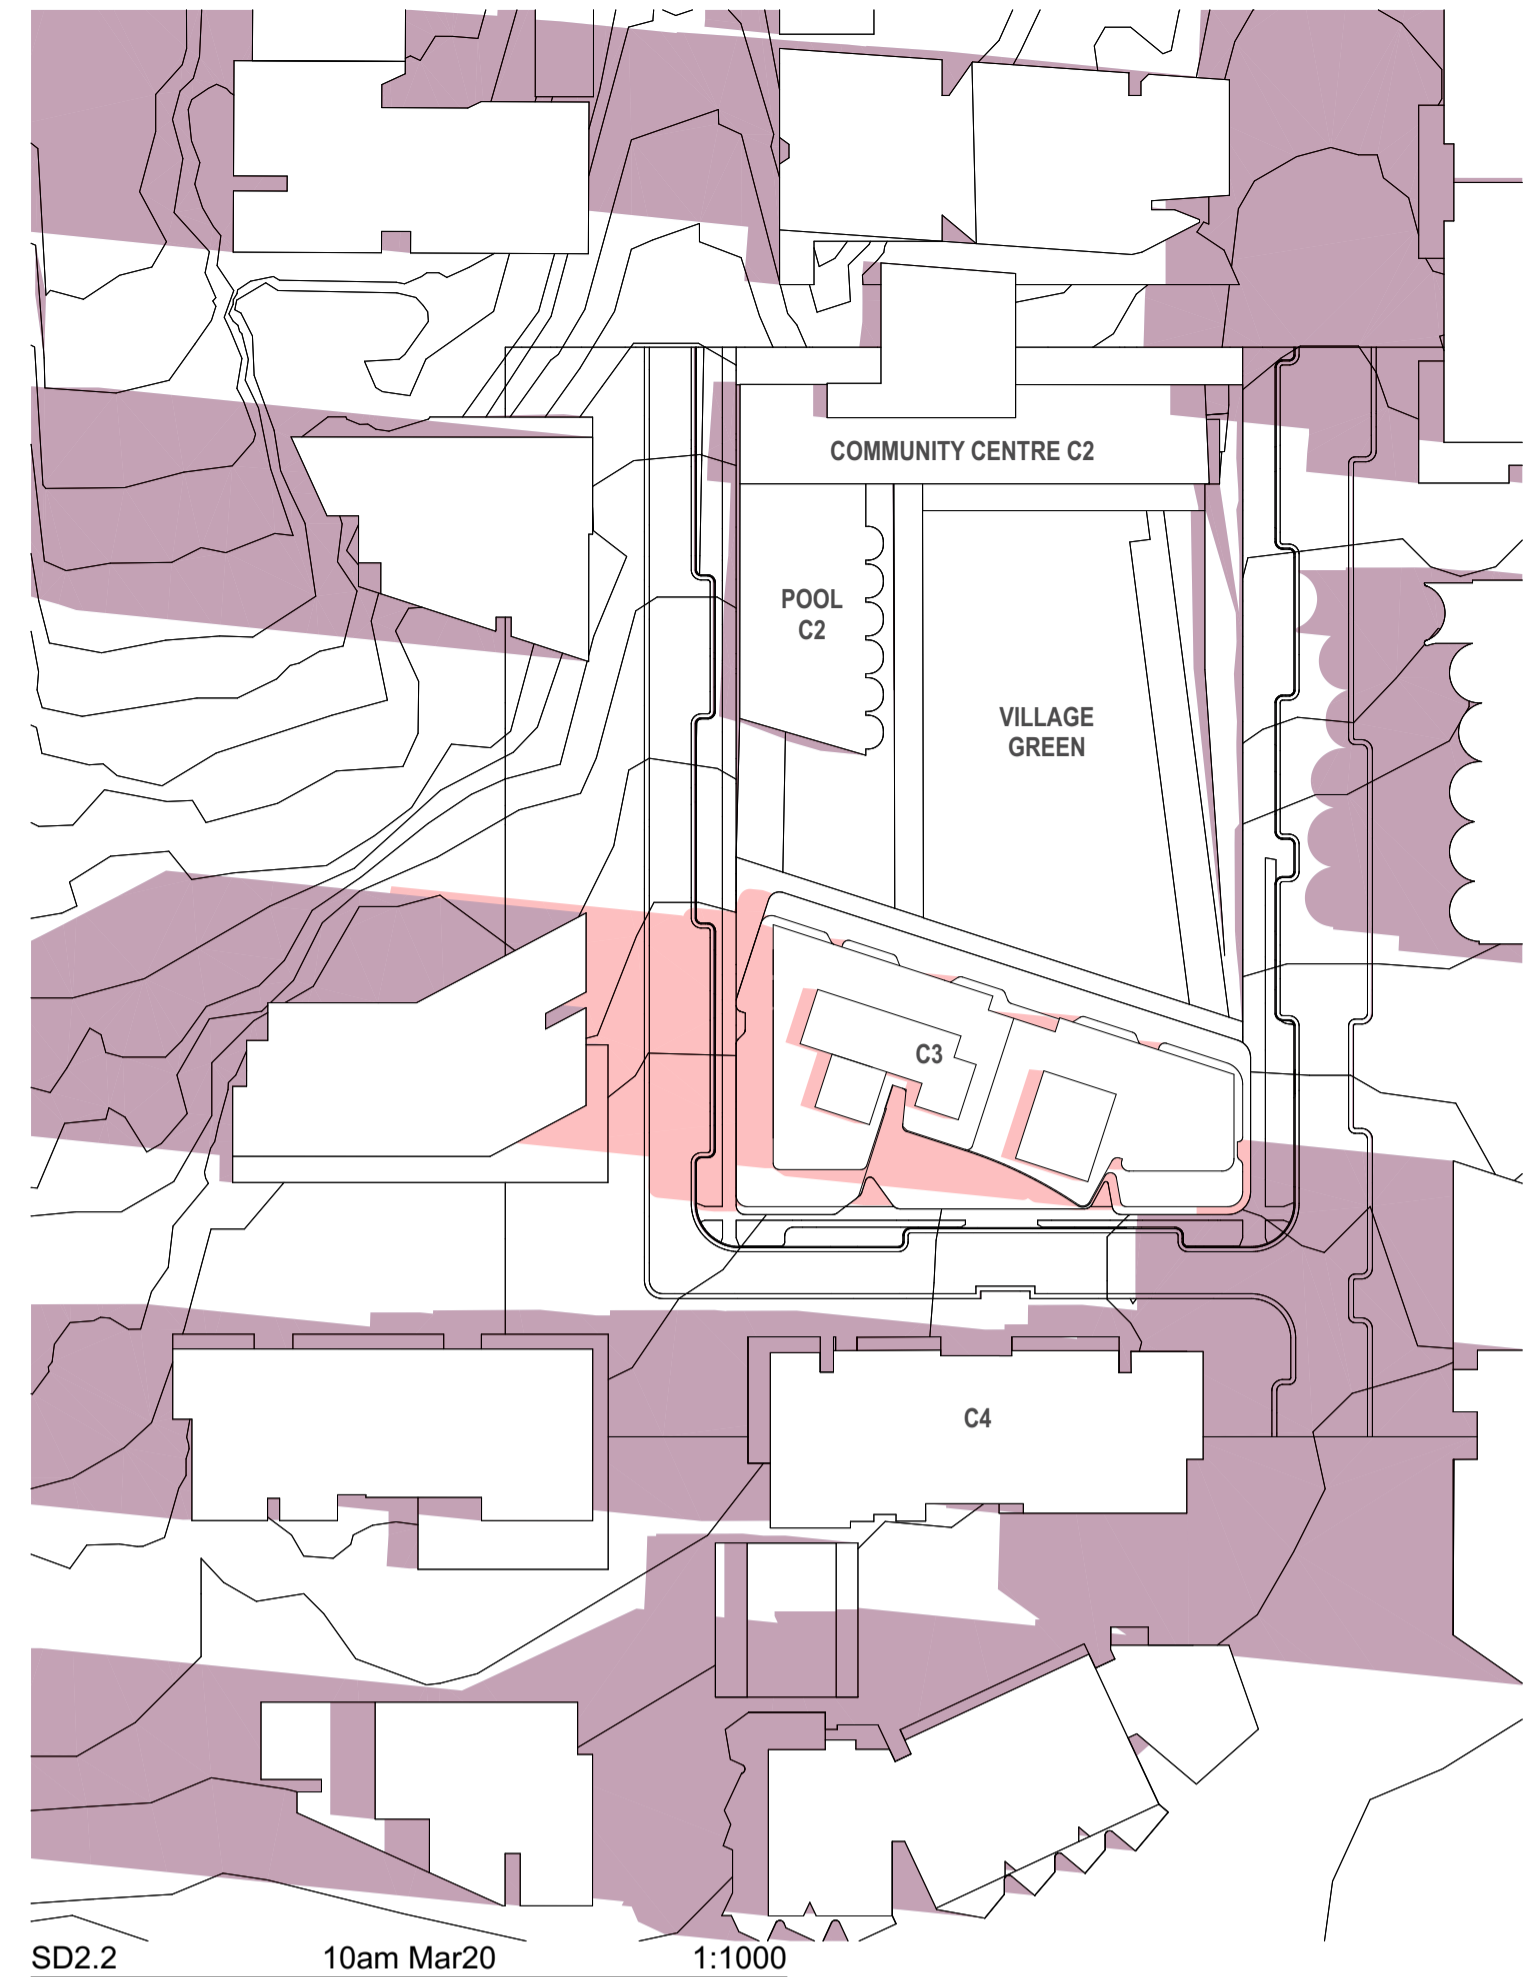 COMMUNITY CENTRE C2
POOL
C2
VILLAGE
GREEN
C3
C4
SD2.2 10am Mar20 1:1000